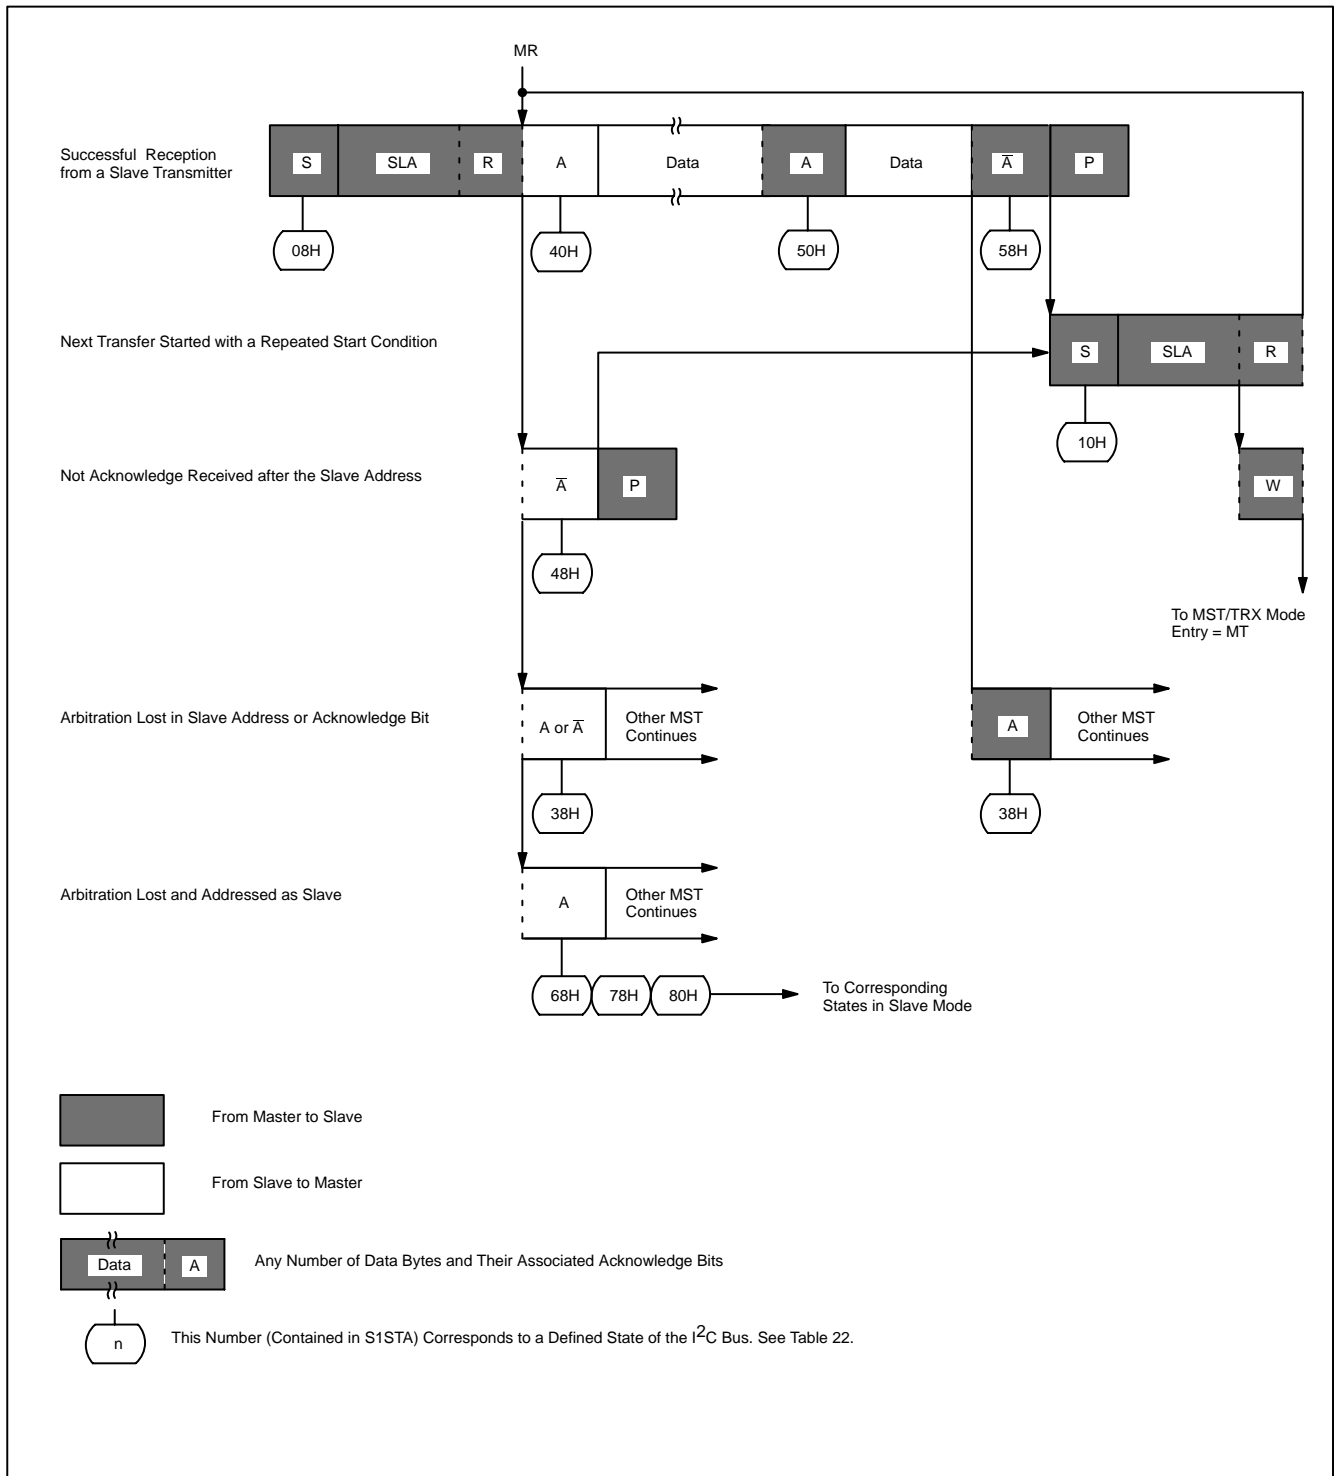 MR
Successful Reception
from a Slave Transmitter
S SLA R A Data A Data A̅ P
08H 40H 50H 58H
Next Transfer Started with a Repeated Start Condition
S SLA R
10H
Not Acknowledge Received after the Slave Address
A̅ P W
48H
To MST/TRX Mode
Entry = MT
Arbitration Lost in Slave Address or Acknowledge Bit
A or A̅
Other MST
Continues
A
Other MST
Continues
38H 38H
Arbitration Lost and Addressed as Slave
A
Other MST
Continues
68H 78H 80H
To Corresponding
States in Slave Mode
From Master to Slave
From Slave to Master
Data A
Any Number of Data Bytes and Their Associated Acknowledge Bits
n
This Number (Contained in S1STA) Corresponds to a Defined State of the I²C Bus. See Table 22.